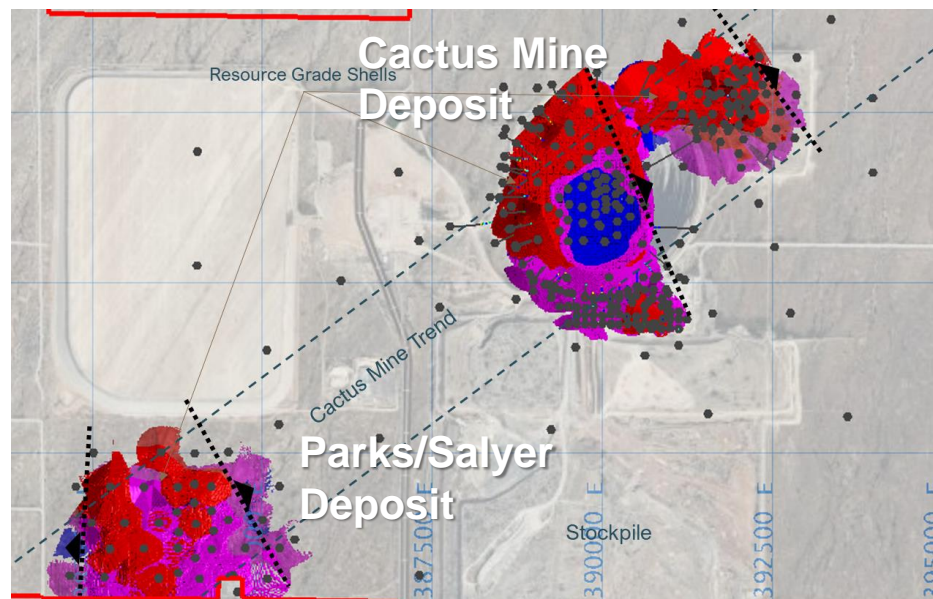 Cactus Mine
Deposit
Resource Grade Shells
Cactus Mine Trend
Parks/Salyer
Deposit
Stockpile
387500 E
390000 E
392500 E